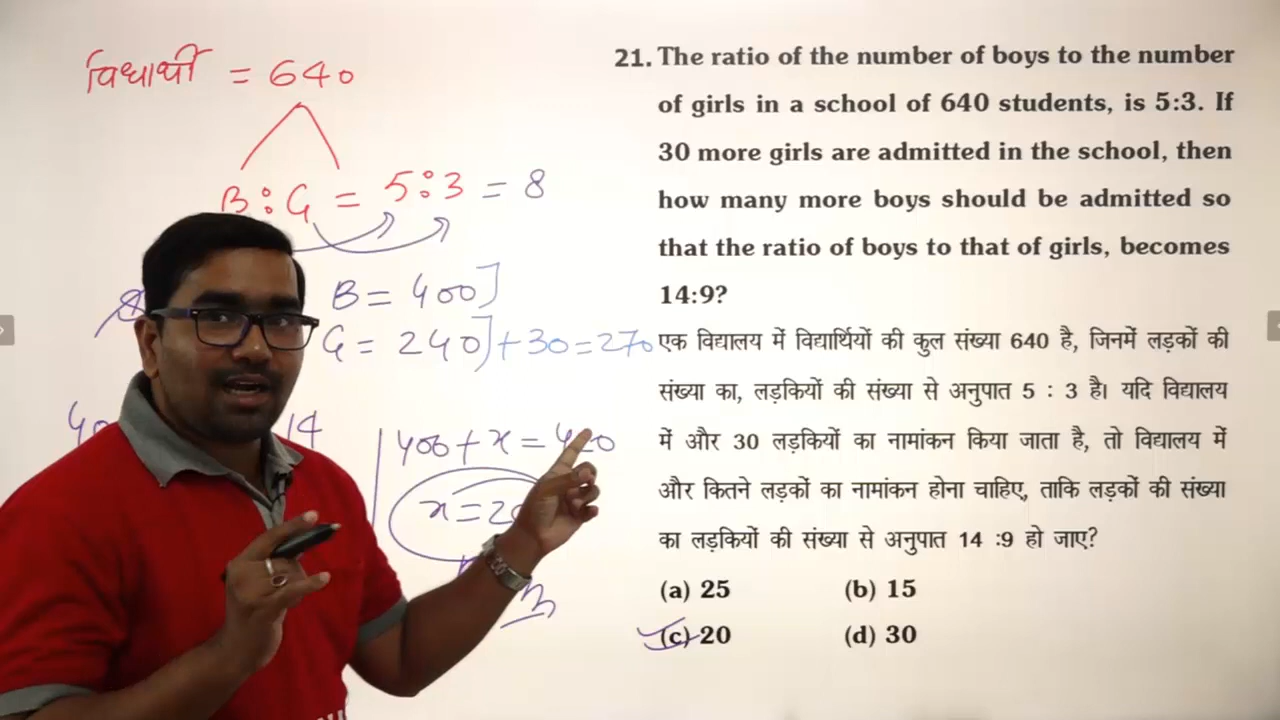 विद्यार्थी = 640
B:G = 5:3 = 8
B = 400]
G = 240] + 30 = 270
14
400 + x = 420
x = 20
21. The ratio of the number of boys to the number
of girls in a school of 640 students, is 5:3. If
30 more girls are admitted in the school, then
how many more boys should be admitted so
that the ratio of boys to that of girls, becomes
14:9?
एक विद्यालय में विद्यार्थियों की कुल संख्या 640 है, जिनमें लड़कों की
संख्या का, लड़कियों की संख्या से अनुपात 5 : 3 है। यदि विद्यालय
में और 30 लड़कियों का नामांकन किया जाता है, तो विद्यालय में
और कितने लड़कों का नामांकन होना चाहिए, ताकि लड़कों की संख्या
का लड़कियों की संख्या से अनुपात 14 :9 हो जाए?
(a) 25 (b) 15
(c) 20 (d) 30